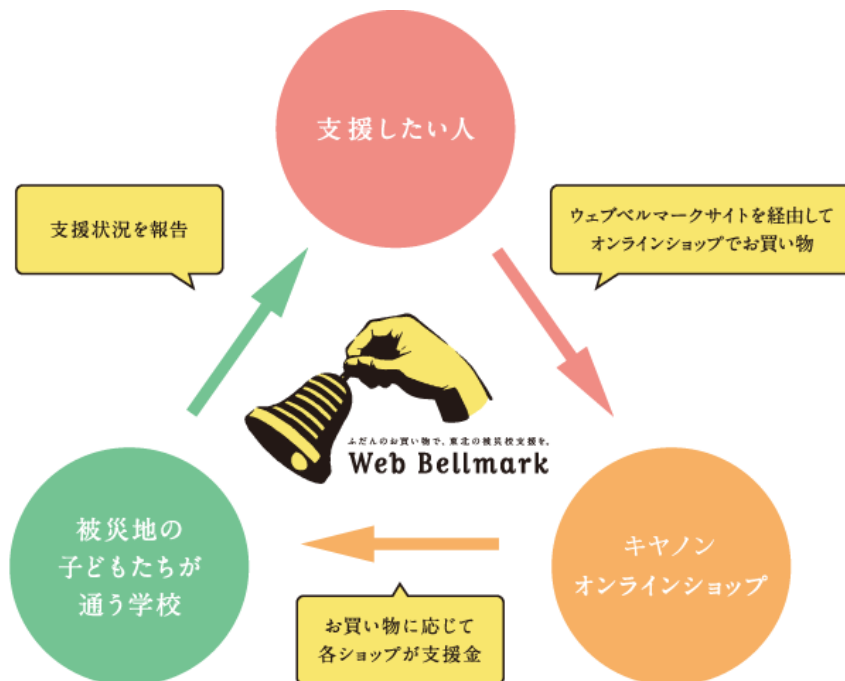 支援したい人
支援状況を報告
ウェブベルマークサイトを経由して
オンラインショップでお買い物
ふだんのお買い物で、東北の被災校支援を。
Web Bellmark
被災地の
子どもたちが
通う学校
キヤノン
オンラインショップ
お買い物に応じて
各ショップが支援金